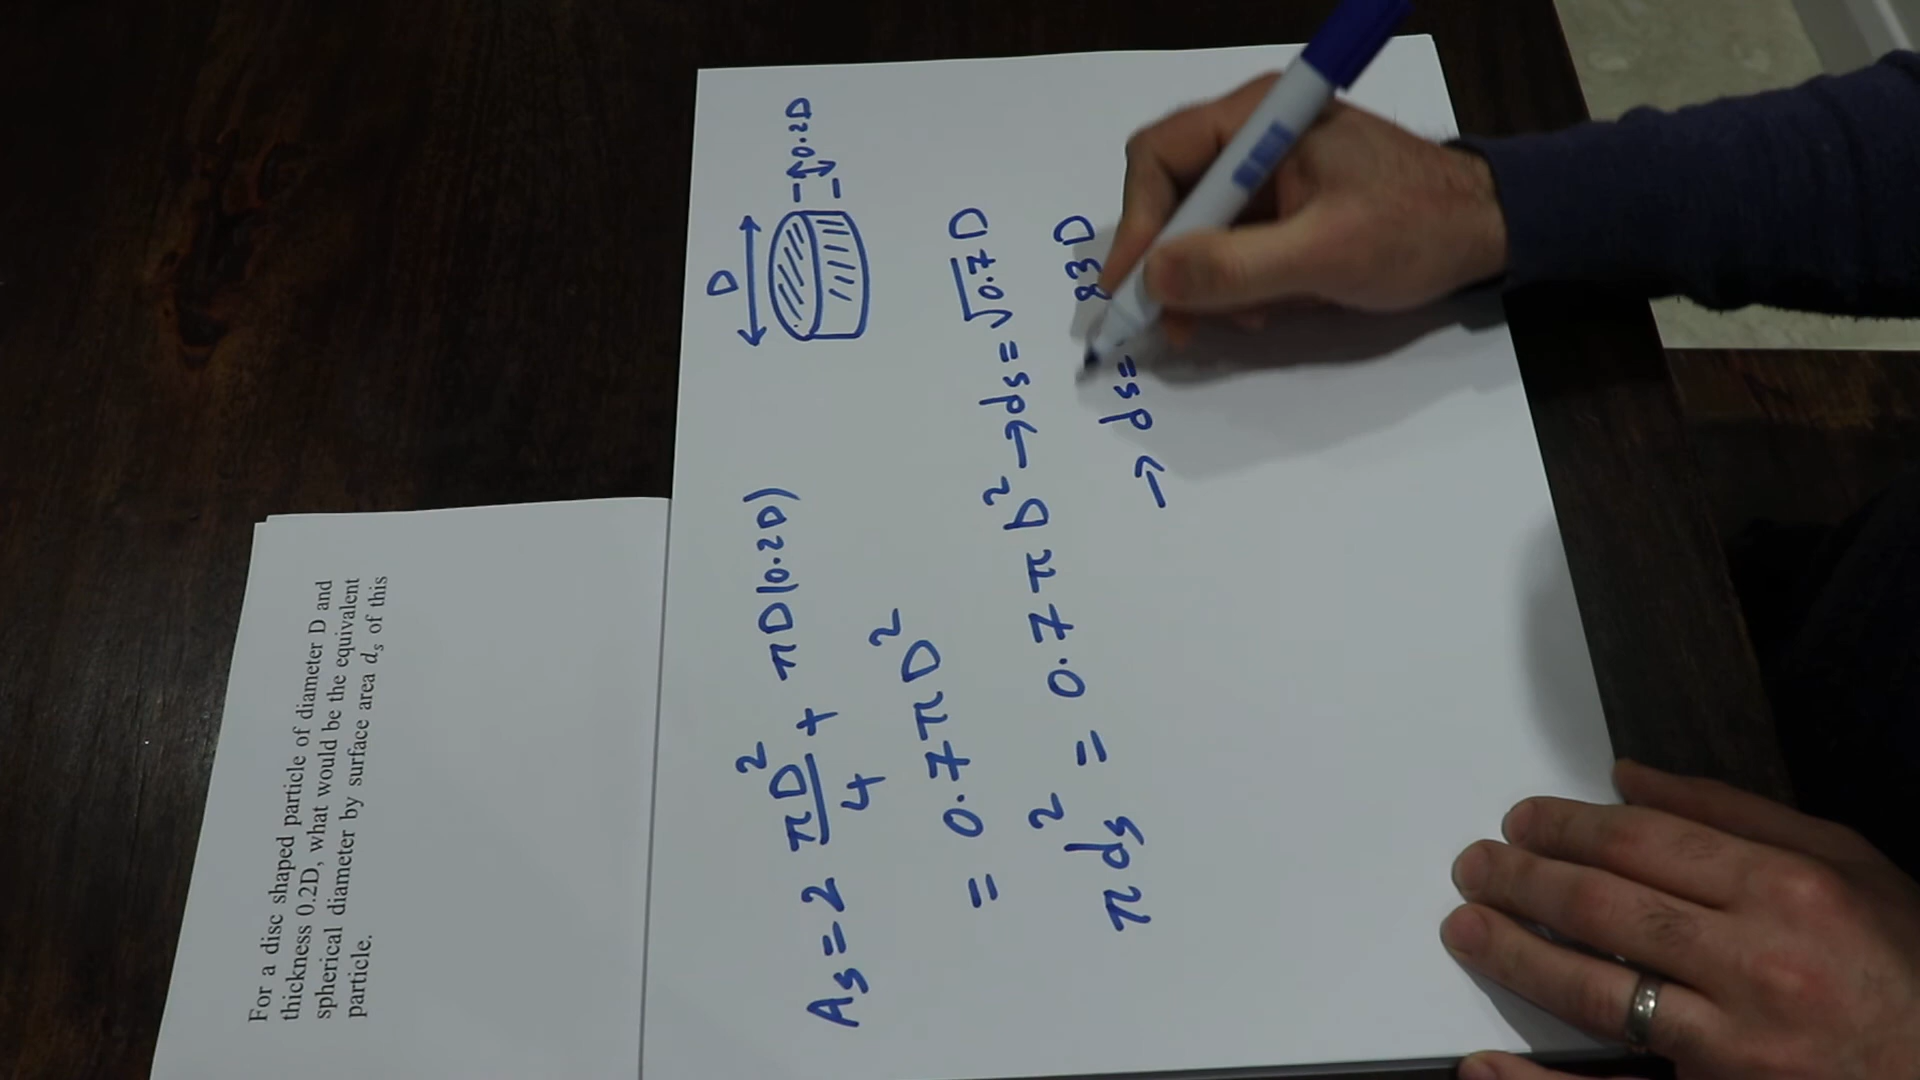 For a disc shaped particle of diameter D and
thickness 0.2D, what would be the equivalent
spherical diameter by surface area dₛ of this
particle.
D
0.2D
Aₛ = 2 πD²/4 + πD(0.2D)
= 0.7πD²
πdₛ² = 0.7πD² → dₛ = √0.7 D
→ dₛ = 83D